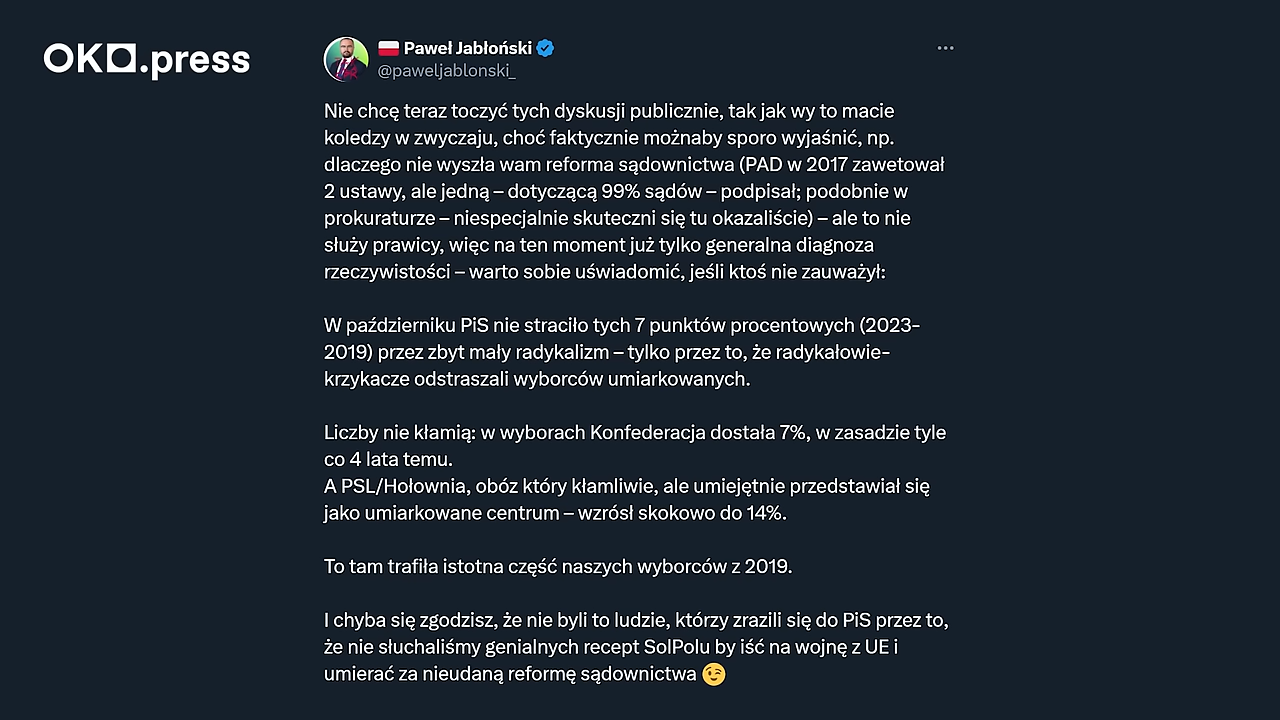 OKO.press
🇵🇱 Paweł Jabłoński
@paweljablonski_
Nie chcę teraz toczyć tych dyskusji publicznie, tak jak wy to macie
koledzy w zwyczaju, choć faktycznie możnaby sporo wyjaśnić, np.
dlaczego nie wyszła wam reforma sądownictwa (PAD w 2017 zawetował
2 ustawy, ale jedną – dotyczącą 99% sądów – podpisał; podobnie w
prokuraturze – niespecjalnie skuteczni się tu okazaliście) – ale to nie
służy prawicy, więc na ten moment już tylko generalna diagnoza
rzeczywistości – warto sobie uświadomić, jeśli ktoś nie zauważył:
W październiku PiS nie straciło tych 7 punktów procentowych (2023-
2019) przez zbyt mały radykalizm – tylko przez to, że radykałowie-
krzykacze odstraszali wyborców umiarkowanych.
Liczby nie kłamią: w wyborach Konfederacja dostała 7%, w zasadzie tyle
co 4 lata temu.
A PSL/Hołownia, obóz który kłamliwie, ale umiejętnie przedstawiał się
jako umiarkowane centrum – wzrósł skokowo do 14%.
To tam trafiła istotna część naszych wyborców z 2019.
I chyba się zgodzisz, że nie byli to ludzie, którzy zrazili się do PiS przez to,
że nie słuchaliśmy genialnych recept SolPolu by iść na wojnę z UE i
umierać za nieudaną reformę sądownictwa 😉